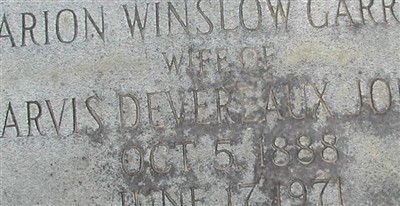 ARION WINSLOW GARR
WIFE OF
ARVIS DEVEREAUX JO
OCT 5 1888
JUNE 17 1971